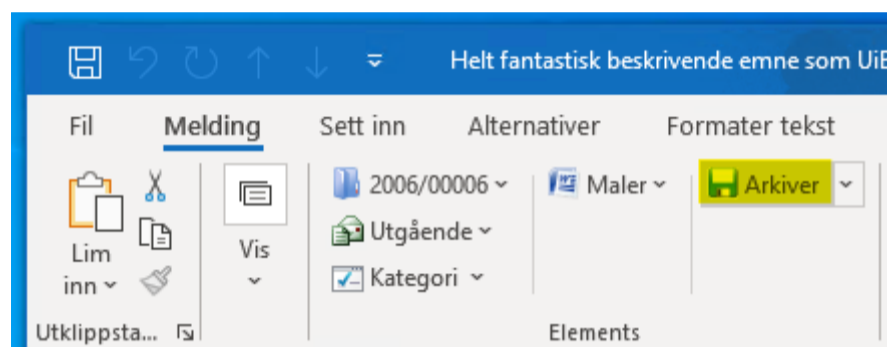 Helt fantastisk beskrivende emne som UiB
Fil Melding Sett inn Alternativer Formater tekst
2006/00006 Maler Arkiver
Lim inn
Vis
Utgående
Kategori
Utklippsta... Elements